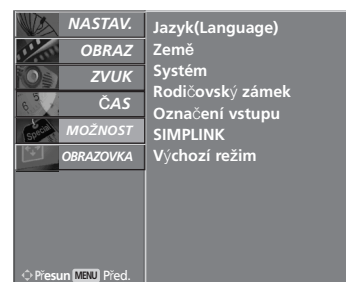 NASTAV.
OBRAZ
ZVUK
ČAS
MOŽNOST
OBRAZOVKA
Jazyk(Language)
Země
Systém
Rodičovský zámek
Označení vstupu
SIMPLINK
Výchozí režim
Přesun MENU Před.